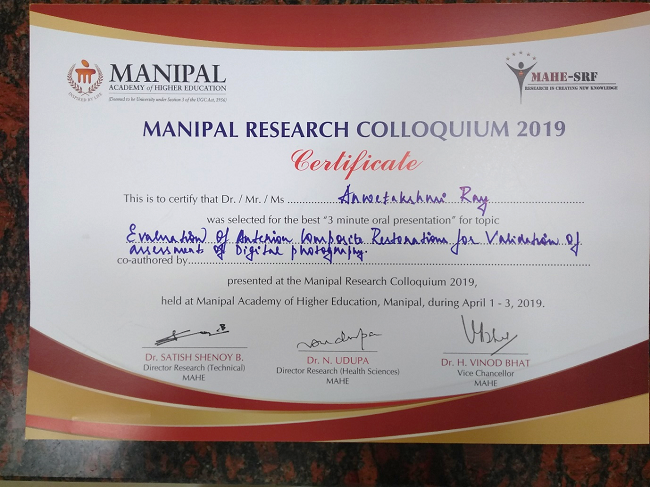 MANIPAL
ACADEMY of HIGHER EDUCATION
(Deemed to be University under Section 3 of the UGC Act, 1956)
INSPIRED BY LIFE
MAHE-SRF
RESEARCH IS CREATING NEW KNOWLEDGE
MANIPAL RESEARCH COLLOQUIUM 2019
Certificate
This is to certify that Dr. / Mr. / Ms ........ Ray
was selected for the best "3 minute oral presentation" for topic
Evaluation of Anterior Composite Restorations for Validation of
assessment of Digital photography.
co-authored by........
presented at the Manipal Research Colloquium 2019,
held at Manipal Academy of Higher Education, Manipal, during April 1 - 3, 2019.
Dr. SATISH SHENOY B.
Director Research (Technical)
MAHE
Dr. N. UDUPA
Director Research (Health Sciences)
MAHE
Dr. H. VINOD BHAT
Vice Chancellor
MAHE